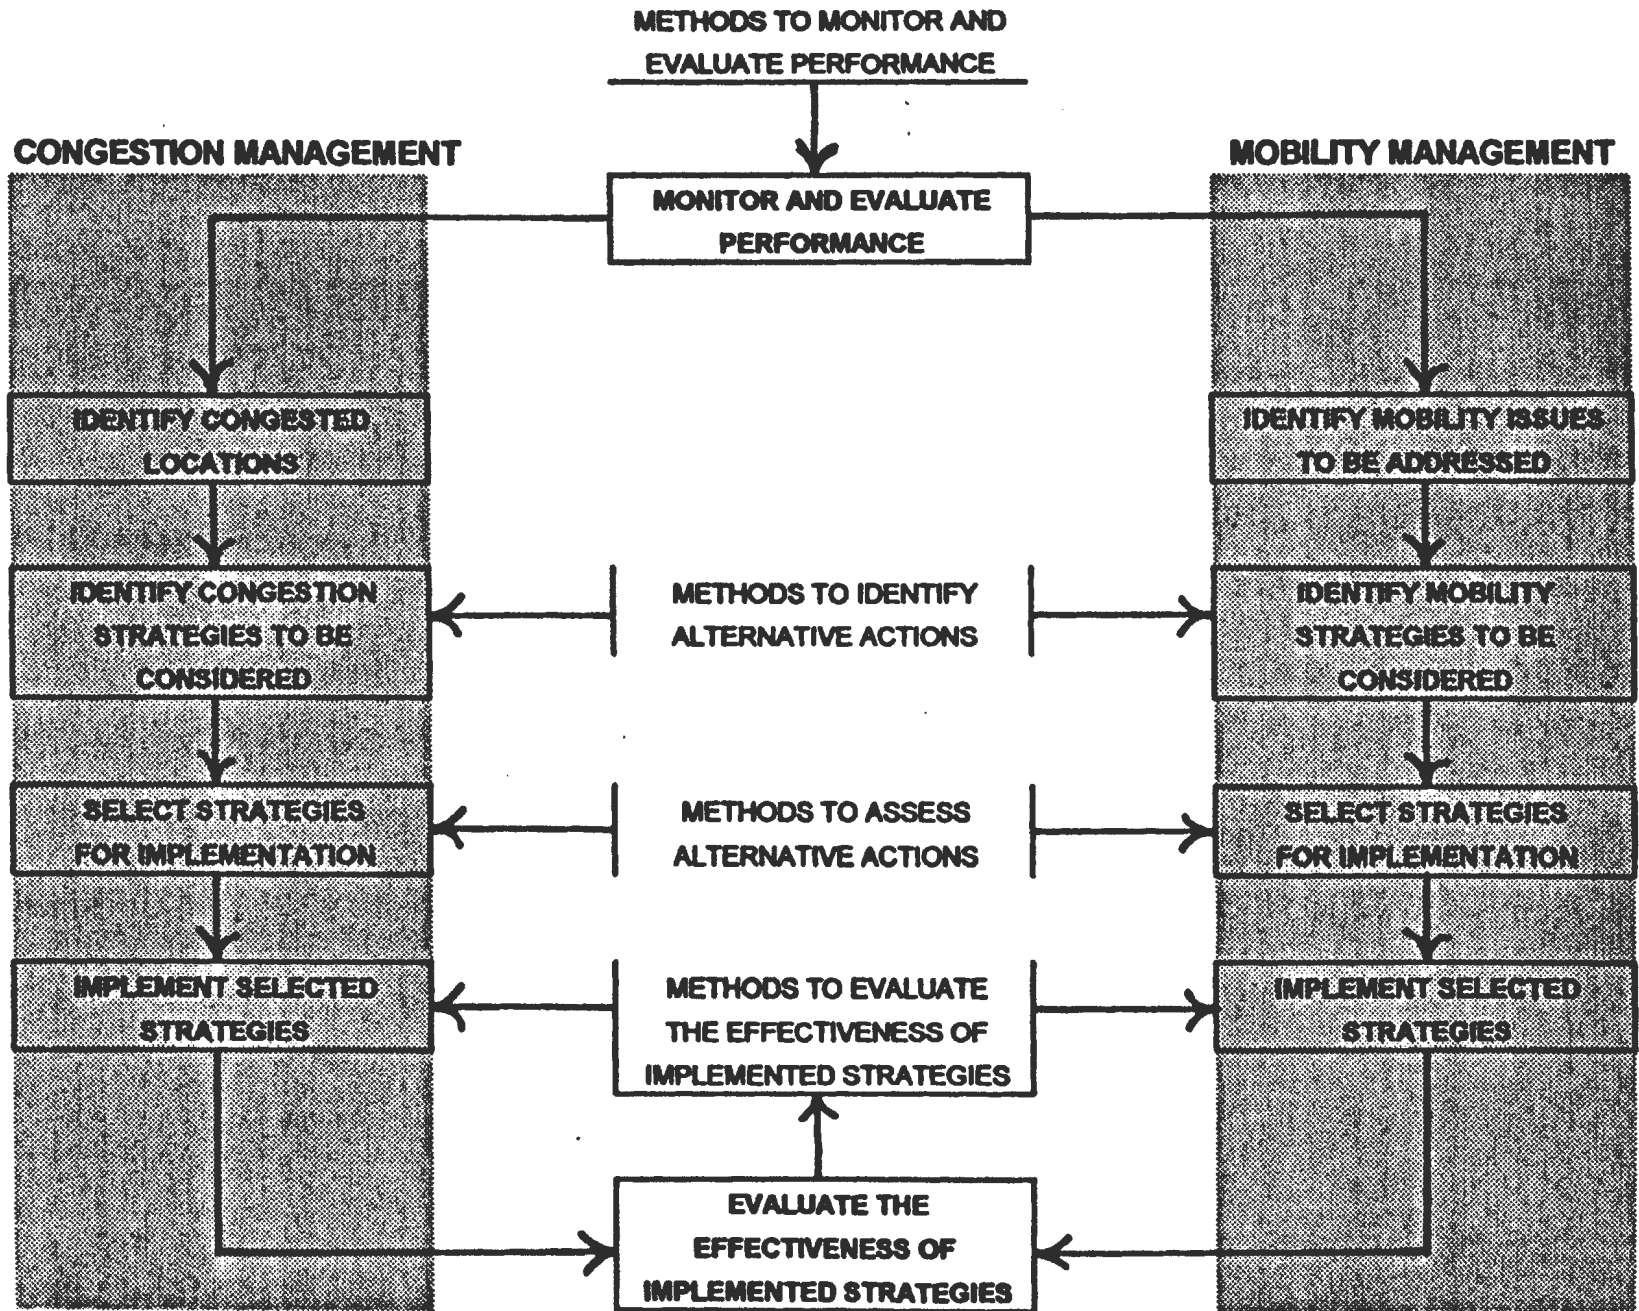 METHODS TO MONITOR AND
EVALUATE PERFORMANCE
CONGESTION MANAGEMENT
MOBILITY MANAGEMENT
MONITOR AND EVALUATE
PERFORMANCE
IDENTIFY CONGESTED
LOCATIONS
IDENTIFY MOBILITY ISSUES
TO BE ADDRESSED
IDENTIFY CONGESTION
STRATEGIES TO BE
CONSIDERED
METHODS TO IDENTIFY
ALTERNATIVE ACTIONS
IDENTIFY MOBILITY
STRATEGIES TO BE
CONSIDERED
SELECT STRATEGIES
FOR IMPLEMENTATION
METHODS TO ASSESS
ALTERNATIVE ACTIONS
SELECT STRATEGIES
FOR IMPLEMENTATION
IMPLEMENT SELECTED
STRATEGIES
METHODS TO EVALUATE
THE EFFECTIVENESS OF
IMPLEMENTED STRATEGIES
IMPLEMENT SELECTED
STRATEGIES
EVALUATE THE
EFFECTIVENESS OF
IMPLEMENTED STRATEGIES